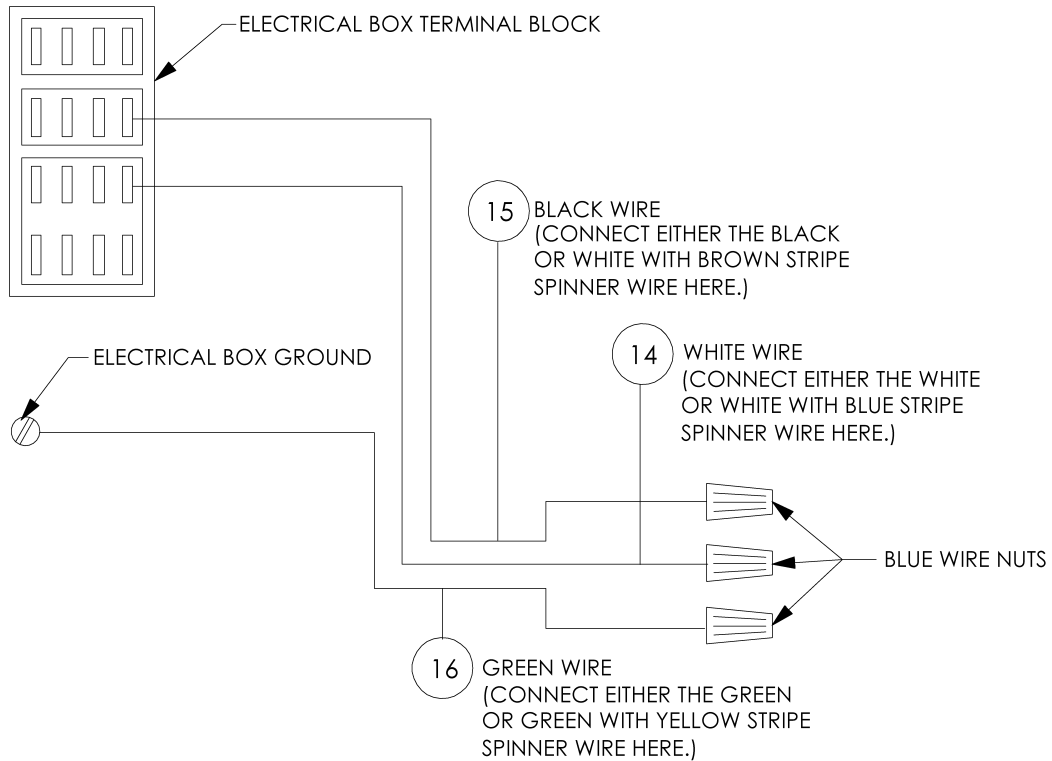 ELECTRICAL BOX TERMINAL BLOCK
15
BLACK WIRE
(CONNECT EITHER THE BLACK
OR WHITE WITH BROWN STRIPE
SPINNER WIRE HERE.)
ELECTRICAL BOX GROUND
14
WHITE WIRE
(CONNECT EITHER THE WHITE
OR WHITE WITH BLUE STRIPE
SPINNER WIRE HERE.)
BLUE WIRE NUTS
16
GREEN WIRE
(CONNECT EITHER THE GREEN
OR GREEN WITH YELLOW STRIPE
SPINNER WIRE HERE.)